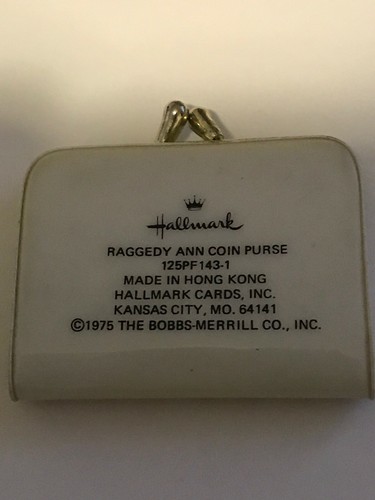 Hallmark
RAGGEDY ANN COIN PURSE
125PF143-1
MADE IN HONG KONG
HALLMARK CARDS, INC.
KANSAS CITY, MO. 64141
©1975 THE BOBBS-MERRILL CO., INC.